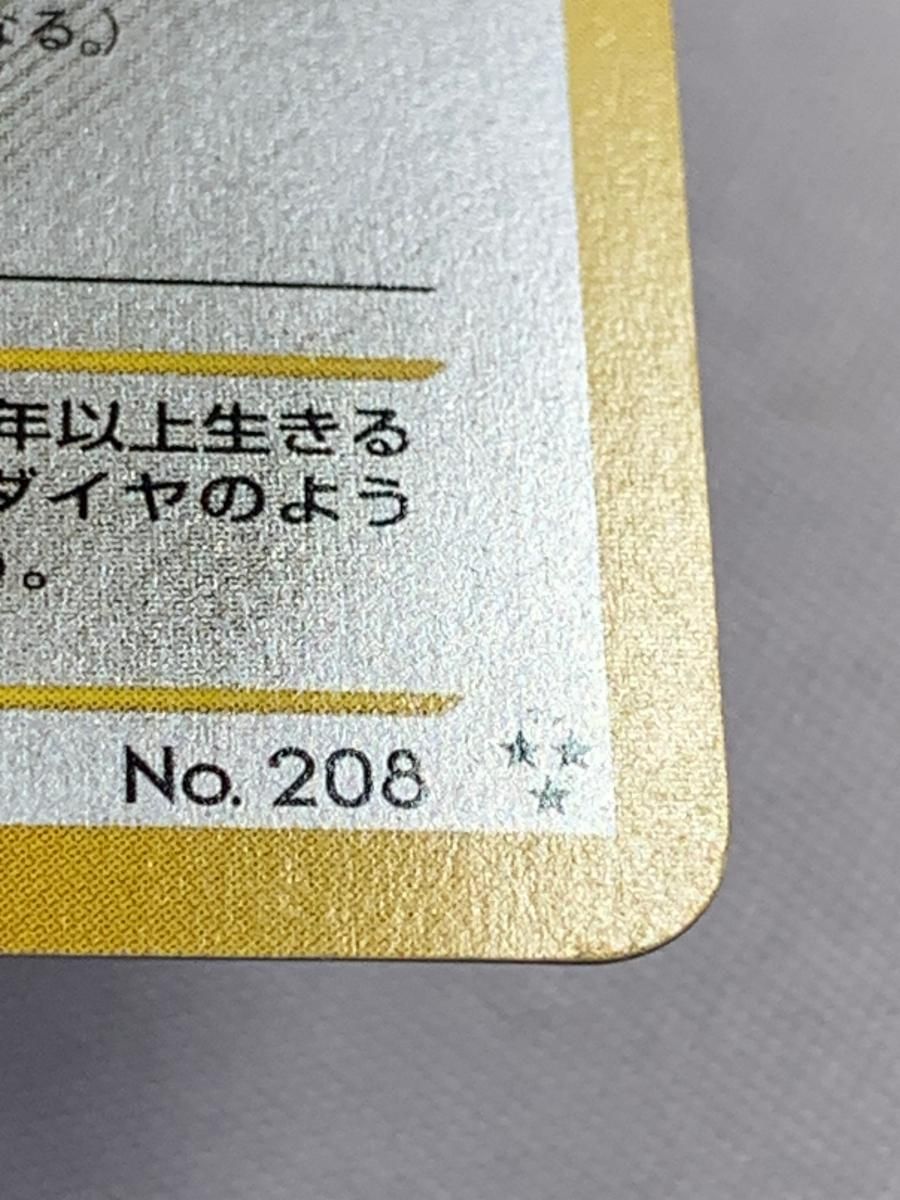 なる。)
年以上生きる
ダイヤのよう
。
No. 208